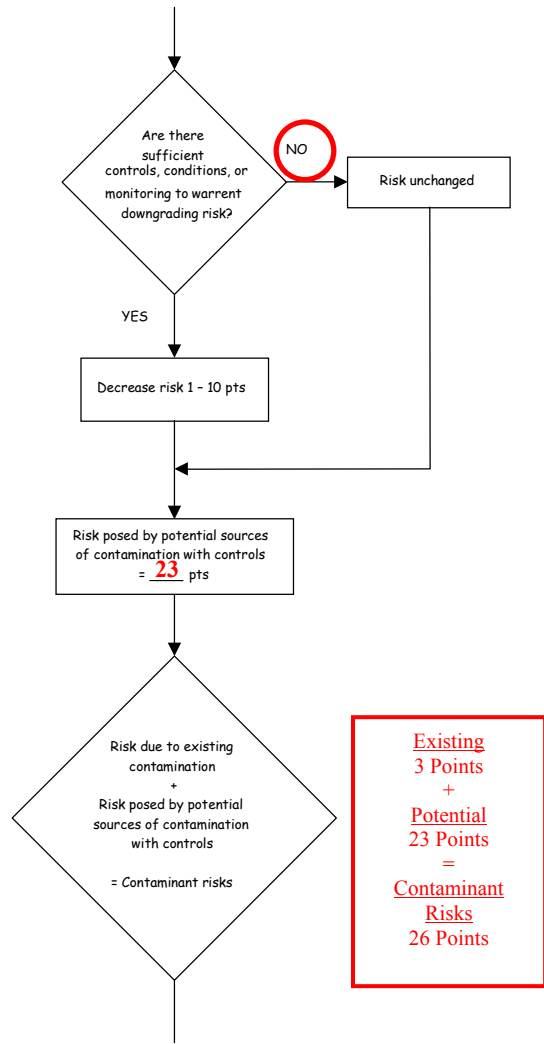 Are there
sufficient
controls, conditions, or
monitoring to warrent
downgrading risk?
NO
Risk unchanged
YES
Decrease risk 1 – 10 pts
Risk posed by potential sources
of contamination with controls
= 23 pts
Risk due to existing
contamination
+
Risk posed by potential
sources of contamination
with controls
= Contaminant risks
Existing
3 Points
+
Potential
23 Points
=
Contaminant
Risks
26 Points